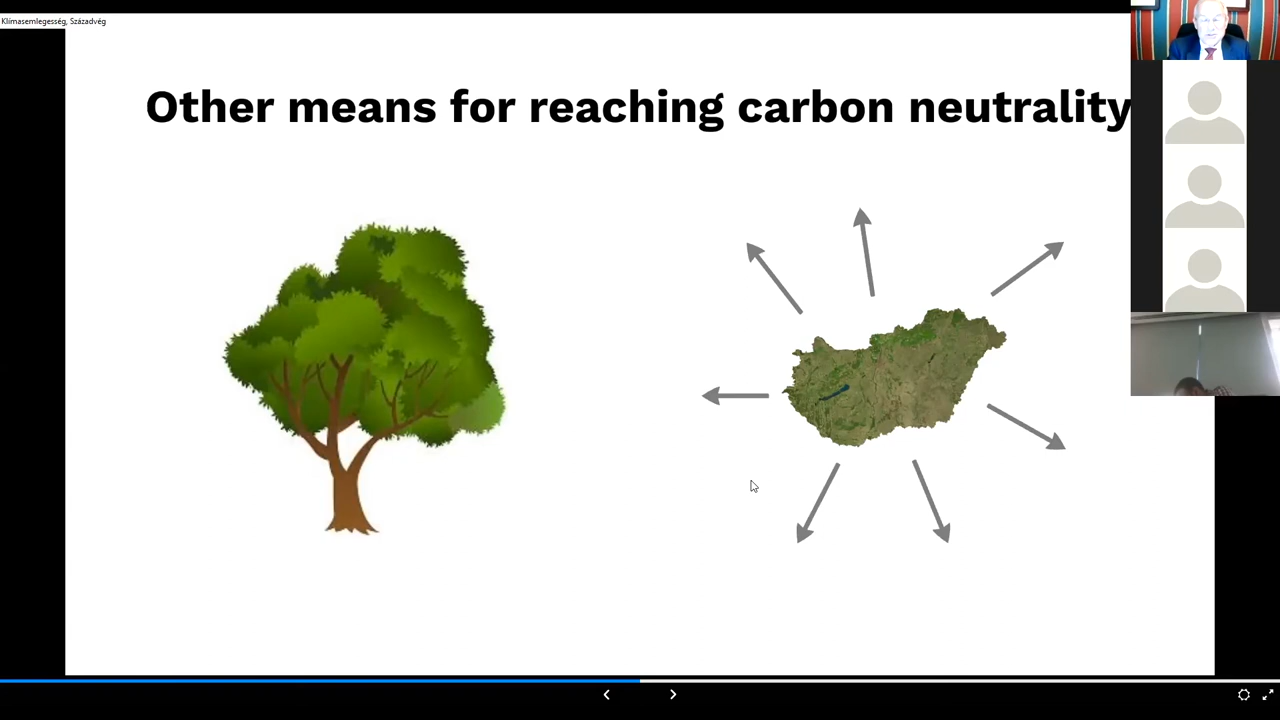 Klímasemlegesség, Századvég
Other means for reaching carbon neutrality